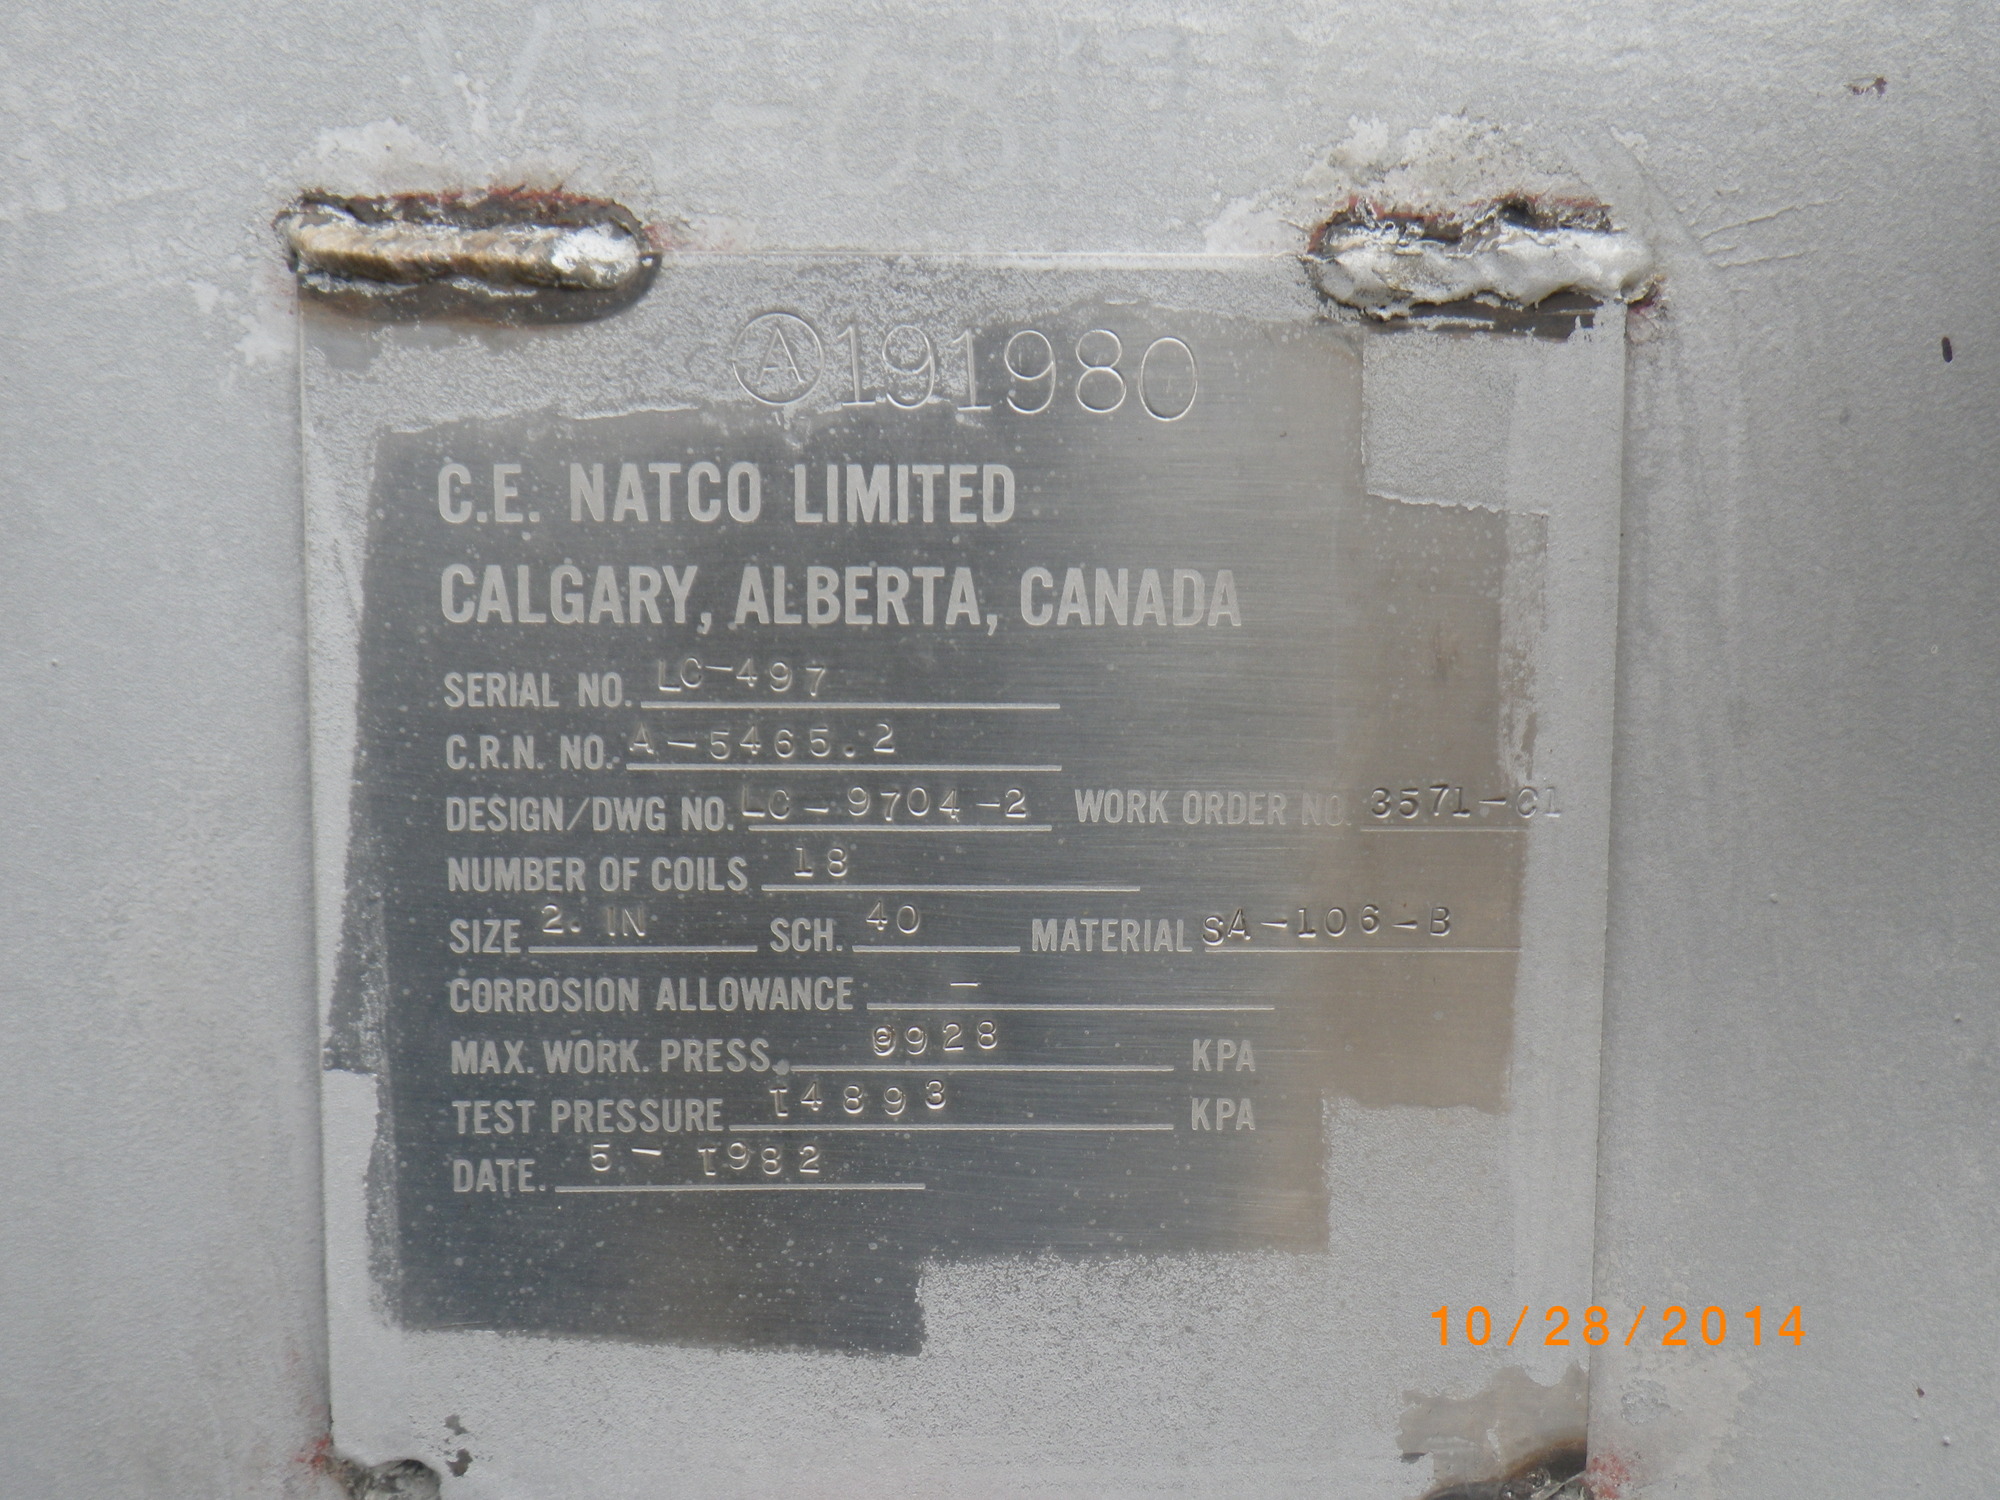 Ⓐ191980
C.E. NATCO LIMITED
CALGARY, ALBERTA, CANADA
SERIAL NO. LC-497
C.R.N. NO. A-5465.2
DESIGN/DWG NO. LC-9704-2 WORK ORDER NO. 3571-C1
NUMBER OF COILS 18
SIZE 2. IN SCH. 40 MATERIAL SA-106-B
CORROSION ALLOWANCE -
MAX. WORK. PRESS. 9928 KPA
TEST PRESSURE 14893 KPA
DATE. 5-1982
10/28/2014